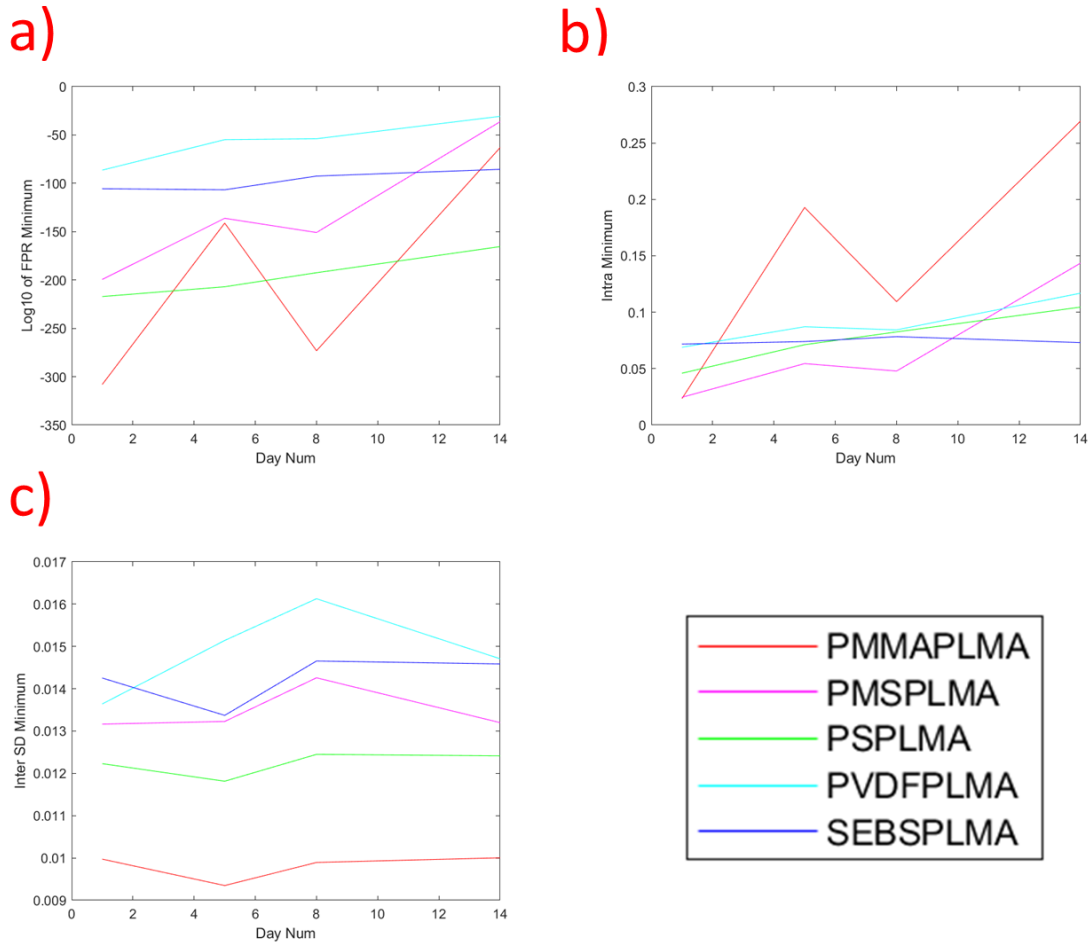 a)
0
-50
-100
-150
-200
-250
-300
-350
Log10 of FPR Minimum
0 2 4 6 8 10 12 14
Day Num
b)
0.3
0.25
0.2
0.15
0.1
0.05
0
Intra Minimum
0 2 4 6 8 10 12 14
Day Num
c)
0.017
0.016
0.015
0.014
0.013
0.012
0.011
0.01
0.009
Inter SD Minimum
0 2 4 6 8 10 12 14
Day Num
PMMAPLMA
PMSPLMA
PSPLMA
PVDFPLMA
SEBSPLMA